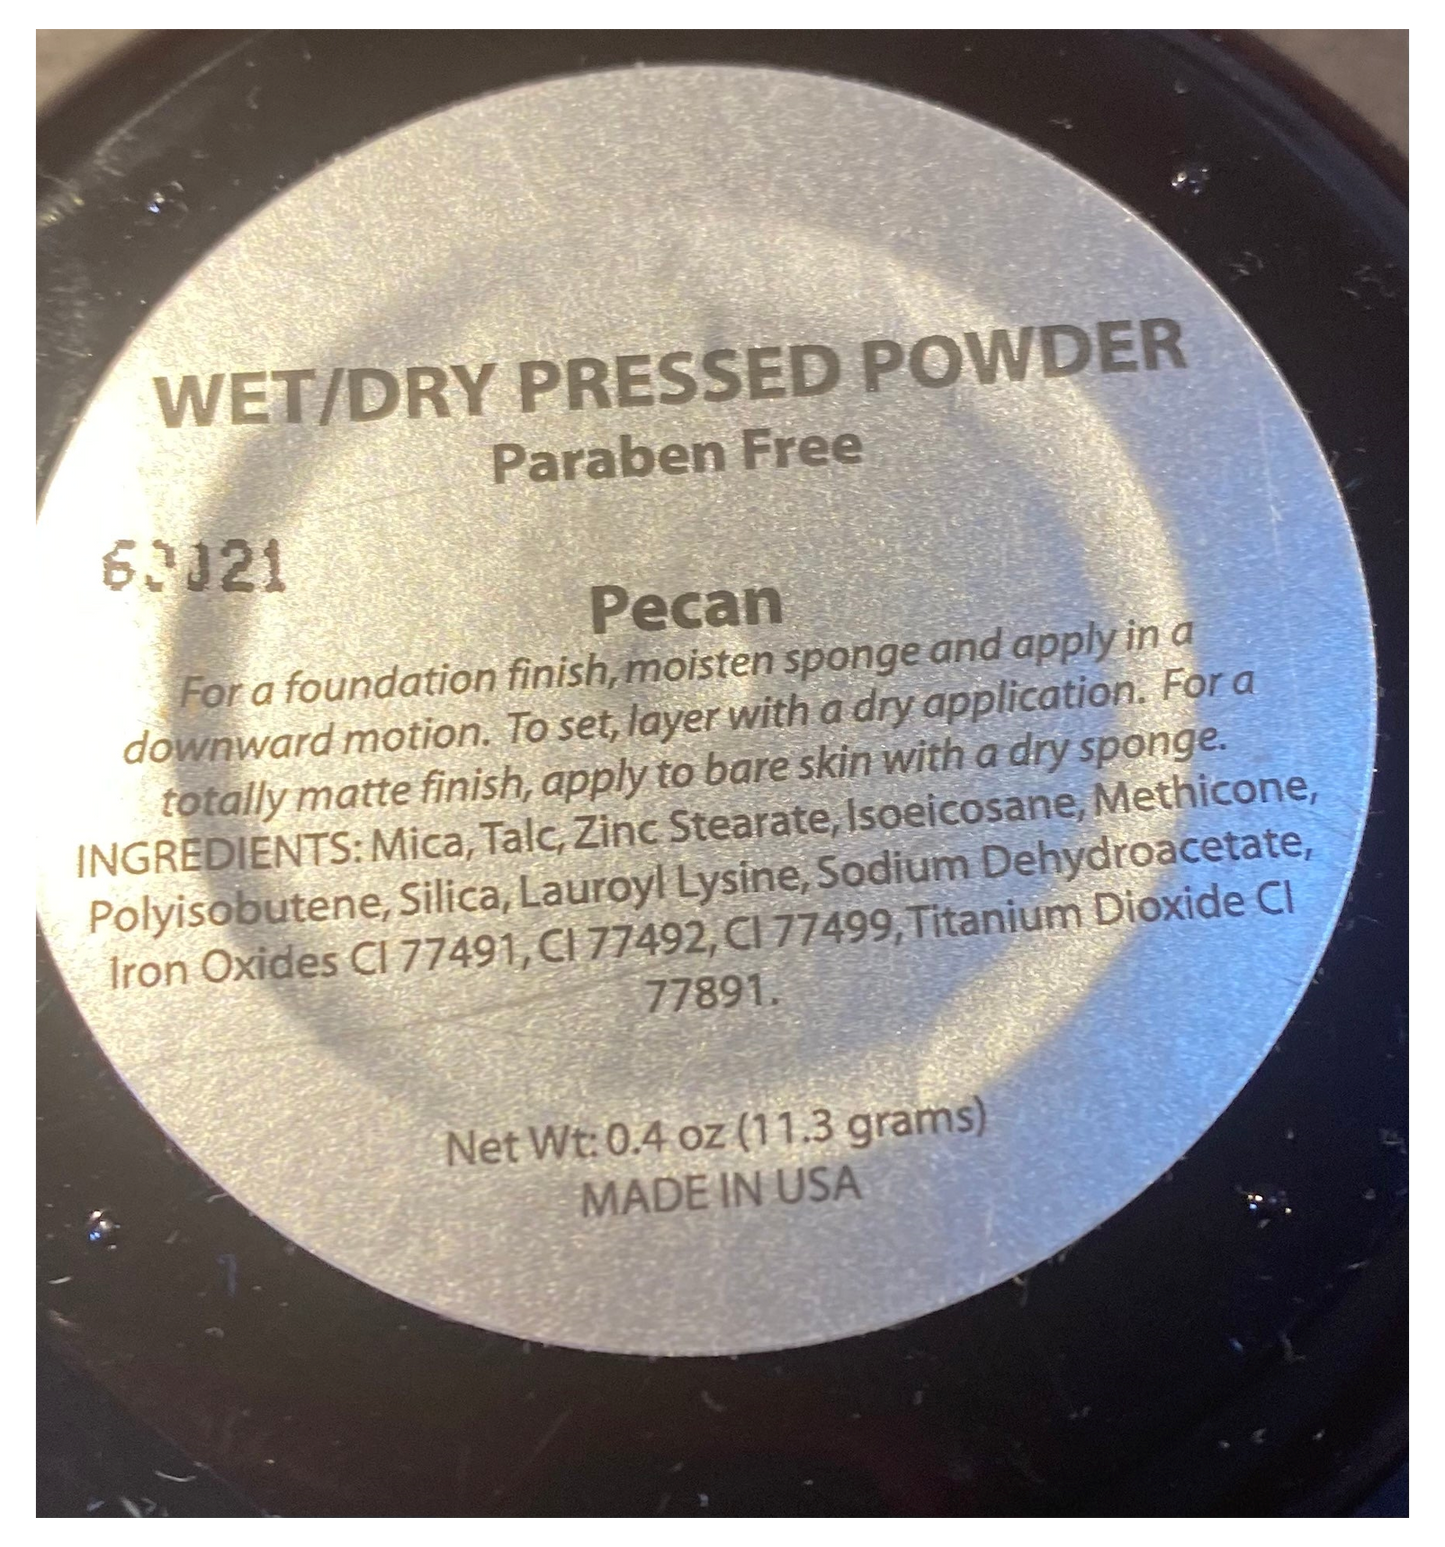 WET/DRY PRESSED POWDER
Paraben Free
Pecan
For a foundation finish, moisten sponge and apply in a
downward motion. To set, layer with a dry application. For a
totally matte finish, apply to bare skin with a dry sponge.
INGREDIENTS: Mica, Talc, Zinc Stearate, Isoeicosane, Methicone,
Polyisobutene, Silica, Lauroyl Lysine, Sodium Dehydroacetate,
Iron Oxides CI 77491, CI 77492, CI 77499, Titanium Dioxide CI
77891.
Net Wt: 0.4 oz (11.3 grams)
MADE IN USA